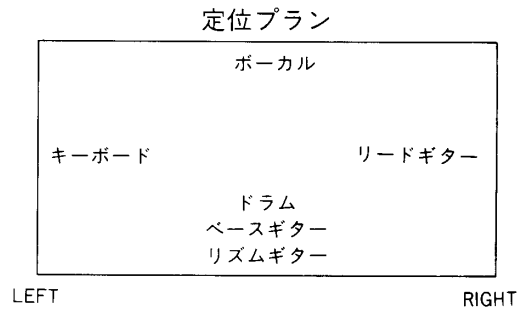 定位プラン
ボーカル
キーボード リードギター
ドラム
ベースギター
リズムギター
LEFT RIGHT